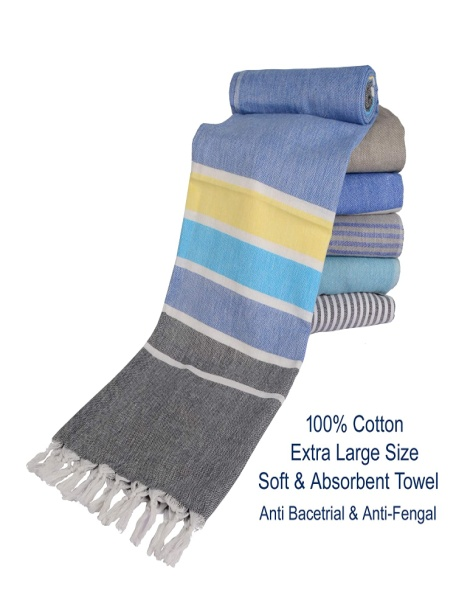 100% Cotton
Extra Large Size
Soft & Absorbent Towel
Anti Bacetrial & Anti-Fengal